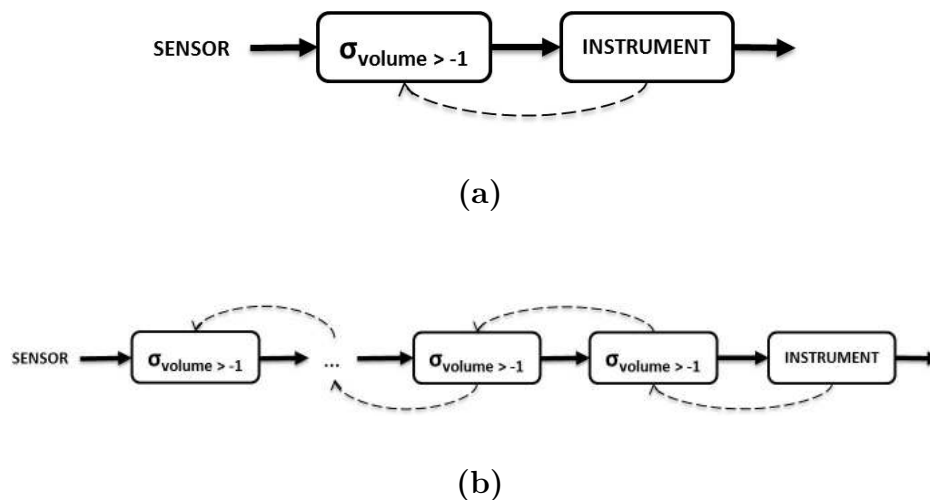 SENSOR σvolume > -1 INSTRUMENT
(a)
SENSOR σvolume > -1 ... σvolume > -1 σvolume > -1 INSTRUMENT
(b)